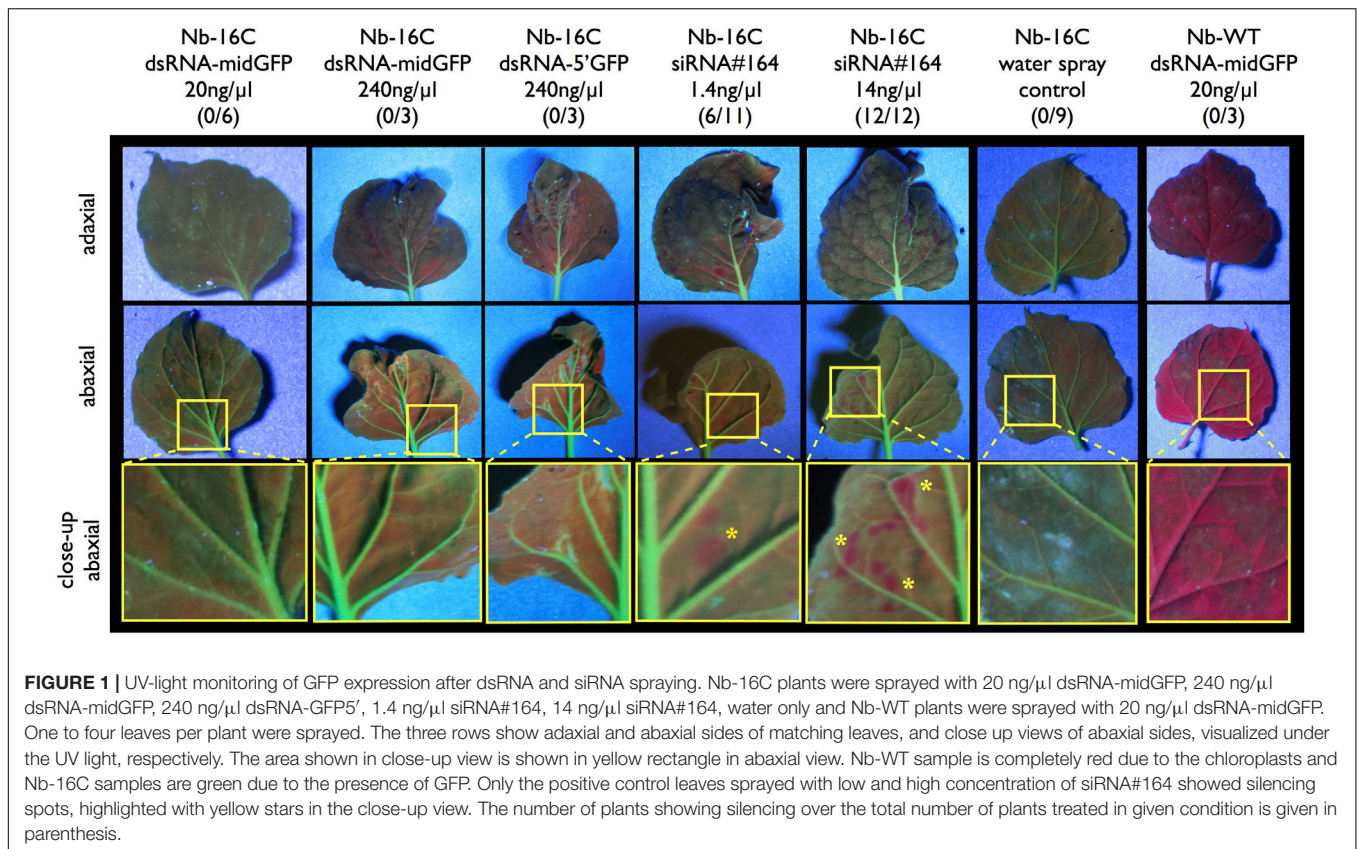 Nb-16C
dsRNA-midGFP
20ng/µl
(0/6)
Nb-16C
dsRNA-midGFP
240ng/µl
(0/3)
Nb-16C
dsRNA-5'GFP
240ng/µl
(0/3)
Nb-16C
siRNA#164
1.4ng/µl
(6/11)
Nb-16C
siRNA#164
14ng/µl
(12/12)
Nb-16C
water spray
control
(0/9)
Nb-WT
dsRNA-midGFP
20ng/µl
(0/3)
adaxial
abaxial
close-up
abaxial
*
*
*
*
FIGURE 1 | UV-light monitoring of GFP expression after dsRNA and siRNA spraying. Nb-16C plants were sprayed with 20 ng/µl dsRNA-midGFP, 240 ng/µl
dsRNA-midGFP, 240 ng/µl dsRNA-GFP5′, 1.4 ng/µl siRNA#164, 14 ng/µl siRNA#164, water only and Nb-WT plants were sprayed with 20 ng/µl dsRNA-midGFP.
One to four leaves per plant were sprayed. The three rows show adaxial and abaxial sides of matching leaves, and close up views of abaxial sides, visualized under
the UV light, respectively. The area shown in close-up view is shown in yellow rectangle in abaxial view. Nb-WT sample is completely red due to the chloroplasts and
Nb-16C samples are green due to the presence of GFP. Only the positive control leaves sprayed with low and high concentration of siRNA#164 showed silencing
spots, highlighted with yellow stars in the close-up view. The number of plants showing silencing over the total number of plants treated in given condition is given in
parenthesis.